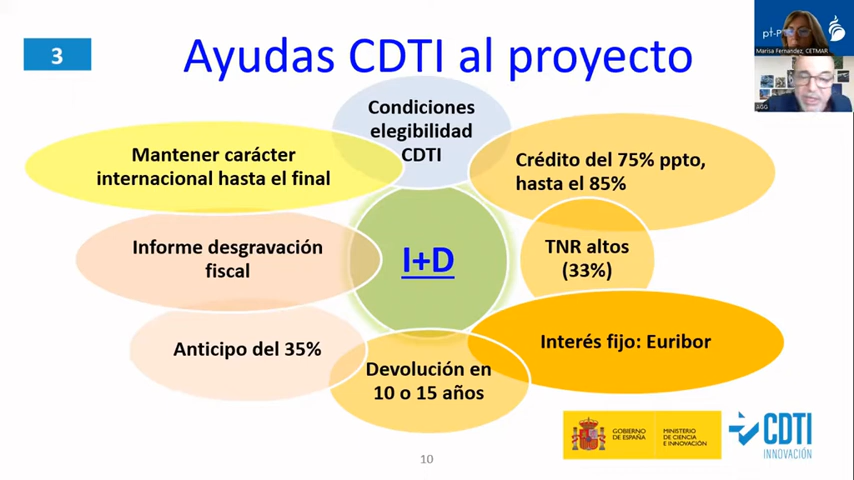 3
Ayudas CDTI al proyecto
Condiciones
elegibilidad
CDTI
Mantener carácter
internacional hasta el final
Crédito del 75% ppto,
hasta el 85%
Informe desgravación
fiscal
I+D
TNR altos
(33%)
Anticipo del 35%
Interés fijo: Euribor
Devolución en
10 o 15 años
GOBIERNO
DE ESPAÑA
MINISTERIO
DE CIENCIA
E INNOVACIÓN
CDTI
INNOVACIÓN
10
Marisa Fernandez, CETMAR
AGG